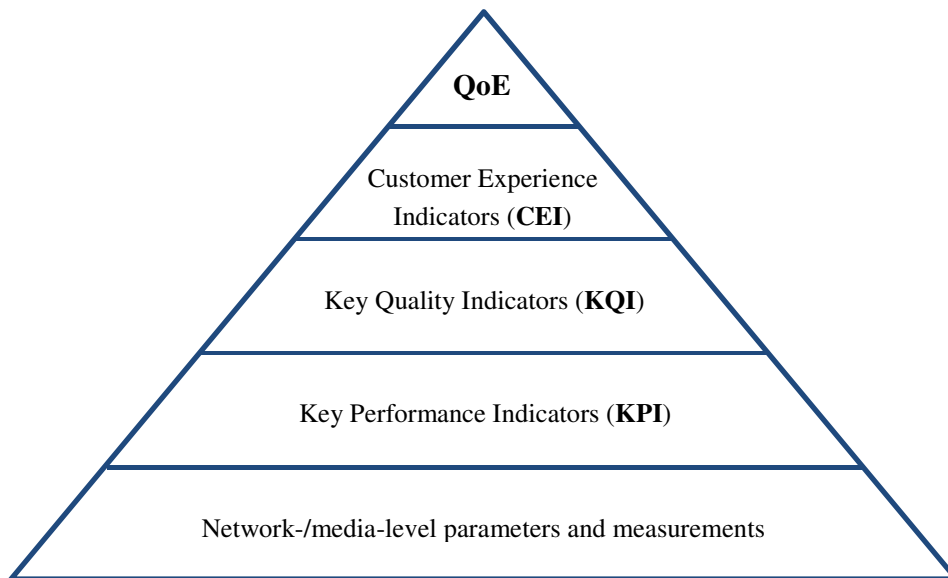 QoE
Customer Experience
Indicators (CEI)
Key Quality Indicators (KQI)
Key Performance Indicators (KPI)
Network-/media-level parameters and measurements